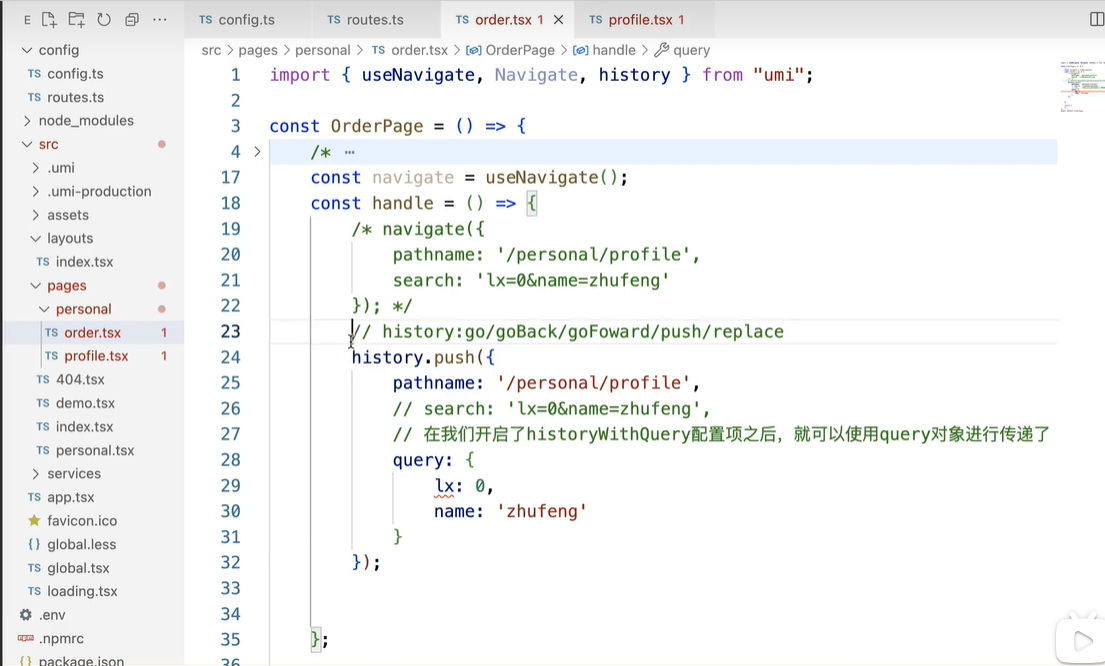 E ···
config
TS config.ts
TS routes.ts
node_modules
src
.umi
.umi-production
assets
layouts
TS index.tsx
pages
personal
TS order.tsx 1
TS profile.tsx 1
TS 404.tsx
TS demo.tsx
TS index.tsx
TS personal.tsx
services
TS app.tsx
favicon.ico
{} global.less
TS global.tsx
TS loading.tsx
.env
.npmrc
{} package.json
TS config.ts TS routes.ts TS order.tsx 1 × TS profile.tsx 1
src > pages > personal > TS order.tsx > OrderPage > handle > query
1 import { useNavigate, Navigate, history } from "umi";
2
3 const OrderPage = () => {
4 > /* ⋯
17 const navigate = useNavigate();
18 const handle = () => {
19 /* navigate({
20 pathname: '/personal/profile',
21 search: 'lx=0&name=zhufeng'
22 }); */
23 // history:go/goBack/goFoward/push/replace
24 history.push({
25 pathname: '/personal/profile',
26 // search: 'lx=0&name=zhufeng',
27 // 在我们开启了historyWithQuery配置项之后，就可以使用query对象进行传递了
28 query: {
29 lx: 0,
30 name: 'zhufeng'
31 }
32 });
33
34
35 };
36